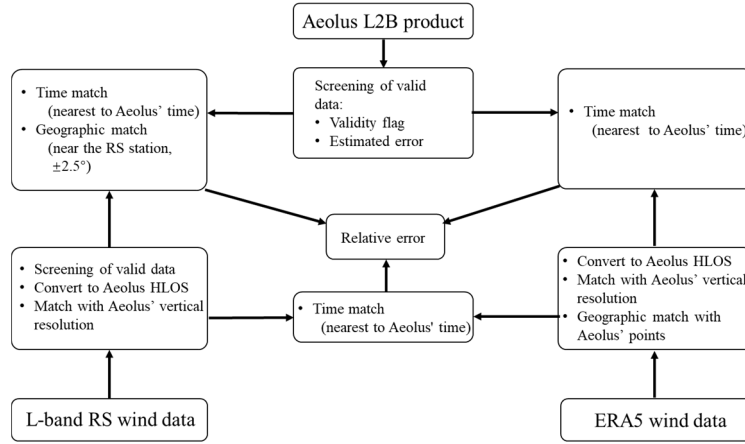 Aeolus L2B product
• Time match
(nearest to Aeolus' time)
• Geographic match
(near the RS station,
±2.5°)
Screening of valid
data:
• Validity flag
• Estimated error
• Time match
(nearest to Aeolus' time)
Relative error
• Screening of valid data
• Convert to Aeolus HLOS
• Match with Aeolus' vertical
resolution
• Time match
(nearest to Aeolus' time)
• Convert to Aeolus HLOS
• Match with Aeolus' vertical
resolution
• Geographic match with
Aeolus' points
L-band RS wind data
ERA5 wind data